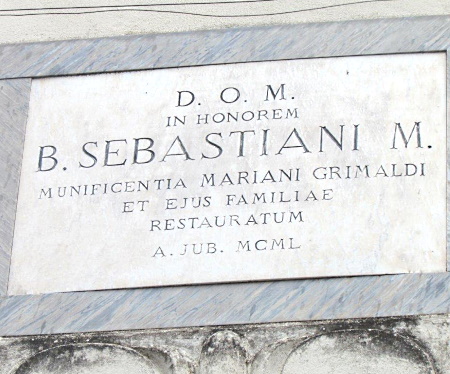 D. O. M.
IN HONOREM
B. SEBASTIANI M.
MUNIFICENTIA MARIANI GRIMALDI
ET EJUS FAMILIAE
RESTAURATUM
A. JUB. MCML